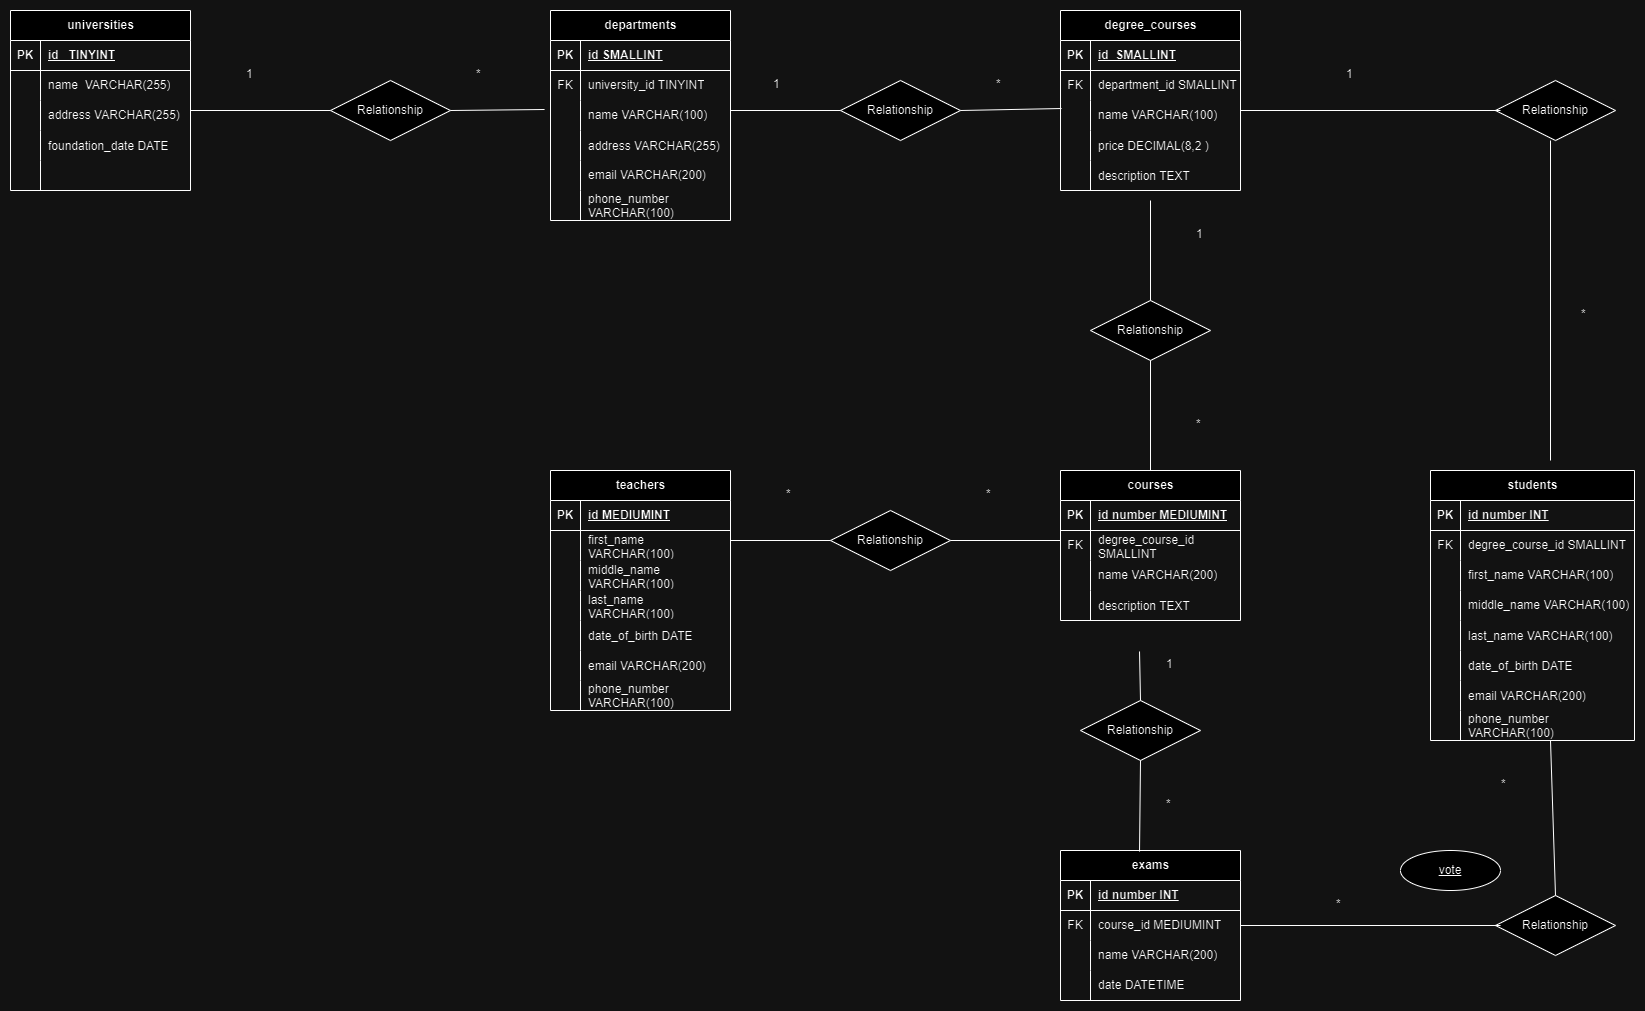 universities
PK id  TINYINT
name  VARCHAR(255)
address VARCHAR(255)
foundation_date DATE
1
Relationship
*
departments
PK id SMALLINT
FK university_id TINYINT
name VARCHAR(100)
address VARCHAR(255)
email VARCHAR(200)
phone_number
VARCHAR(100)
1
Relationship
*
degree_courses
PK id  SMALLINT
FK department_id SMALLINT
name VARCHAR(100)
price DECIMAL(8,2 )
description TEXT
1
Relationship
*
1
Relationship
*
teachers
PK id MEDIUMINT
first_name
VARCHAR(100)
middle_name
VARCHAR(100)
last_name
VARCHAR(100)
date_of_birth DATE
email VARCHAR(200)
phone_number
VARCHAR(100)
*
Relationship
*
courses
PK id number MEDIUMINT
FK degree_course_id
SMALLINT
name VARCHAR(200)
description TEXT
students
PK id number INT
FK degree_course_id SMALLINT
first_name VARCHAR(100)
middle_name VARCHAR(100)
last_name VARCHAR(100)
date_of_birth DATE
email VARCHAR(200)
phone_number
VARCHAR(100)
1
Relationship
*
exams
PK id number INT
FK course_id MEDIUMINT
name VARCHAR(200)
date DATETIME
*
vote
*
Relationship